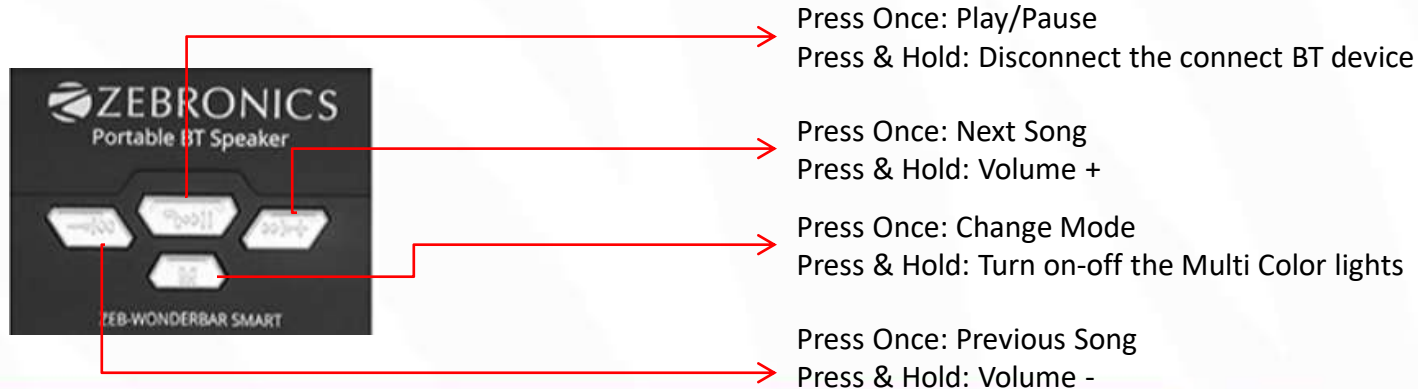 ZEBRONICS
Portable BT Speaker
ZEB-WONDERBAR SMART
Press Once: Play/Pause
Press & Hold: Disconnect the connect BT device
Press Once: Next Song
Press & Hold: Volume +
Press Once: Change Mode
Press & Hold: Turn on-off the Multi Color lights
Press Once: Previous Song
Press & Hold: Volume -